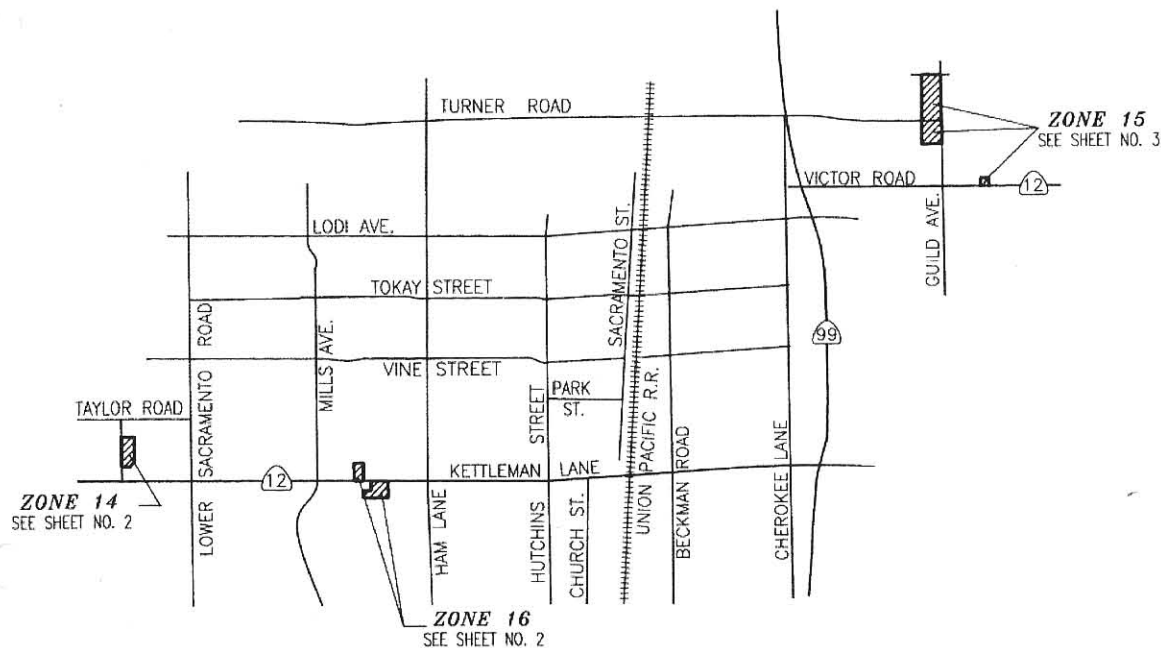 TURNER ROAD
ZONE 15
SEE SHEET NO. 3
VICTOR ROAD
12
GUILD AVE.
LODI AVE.
SACRAMENTO ST.
TOKAY STREET
99
VINE STREET
MILLS AVE.
LOWER SACRAMENTO ROAD
PARK
ST.
TAYLOR ROAD
HUTCHINS STREET
UNION PACIFIC R.R.
BECKMAN ROAD
CHEROKEE LANE
KETTLEMAN LANE
12
ZONE 14
SEE SHEET NO. 2
HAM LANE
CHURCH ST.
ZONE 16
SEE SHEET NO. 2